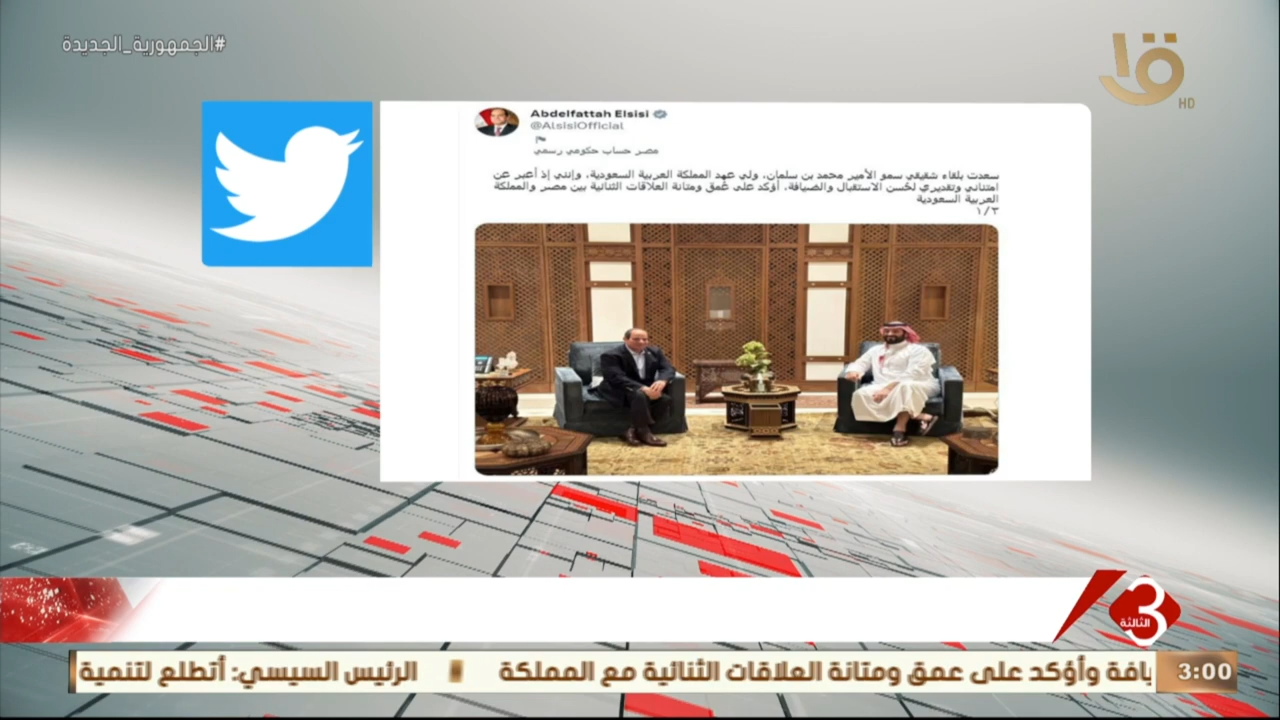 #الجمهورية_الجديدة
HD
Abdelfattah Elsisi
@AlsisiOfficial
مصر حساب حكومي رسمي
سعدت بلقاء شقيقي سمو الأمير محمد بن سلمان، ولي عهد المملكة العربية السعودية، وإنني إذ أعبر عن
امتناني وتقديري لحُسن الاستقبال والضيافة، أؤكد على عُمق ومتانة العلاقات الثنائية بين مصر والمملكة
العربية السعودية
١/٣
3
الثالثة
يافة وأؤكد على عمق ومتانة العلاقات الثنائية مع المملكة الرئيس السيسي: أتطلع لتنمية
3:00